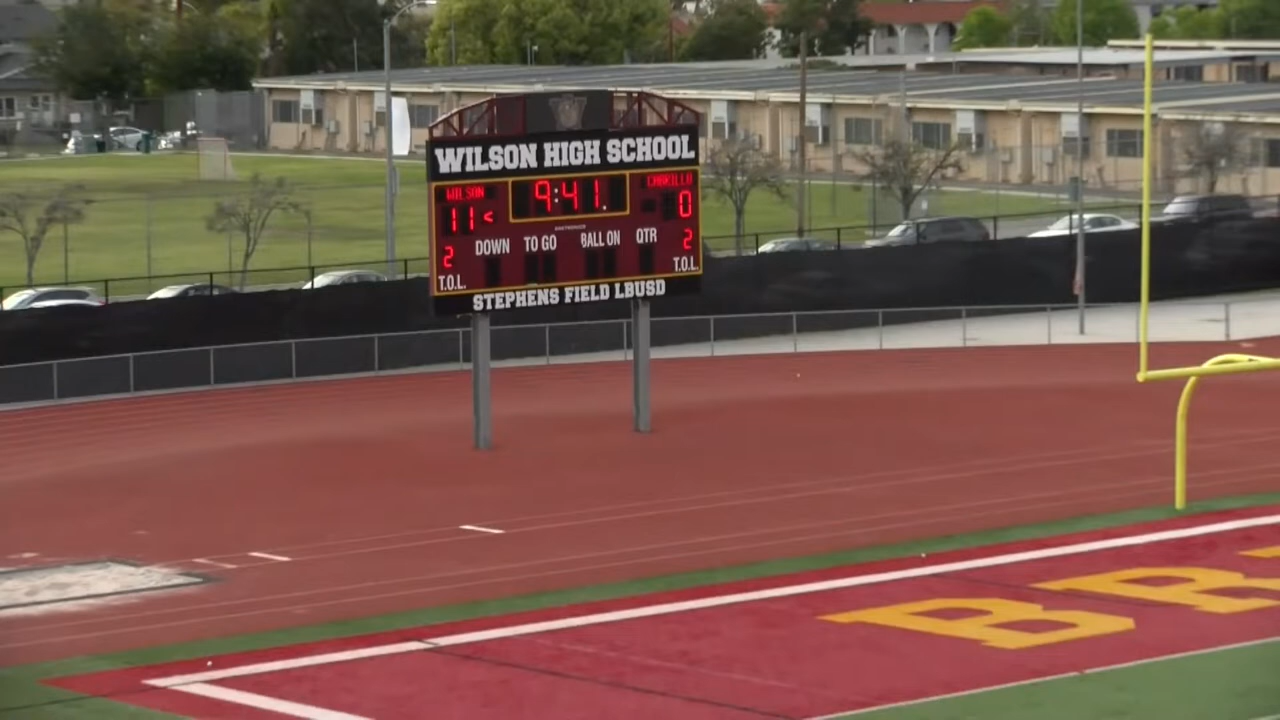 WILSON HIGH SCHOOL
WILSON 9:41 CABRILLO
11 < 0
DOWN TO GO BALL ON QTR
2 2
T.O.L. T.O.L.
STEPHENS FIELD LBUSD
W